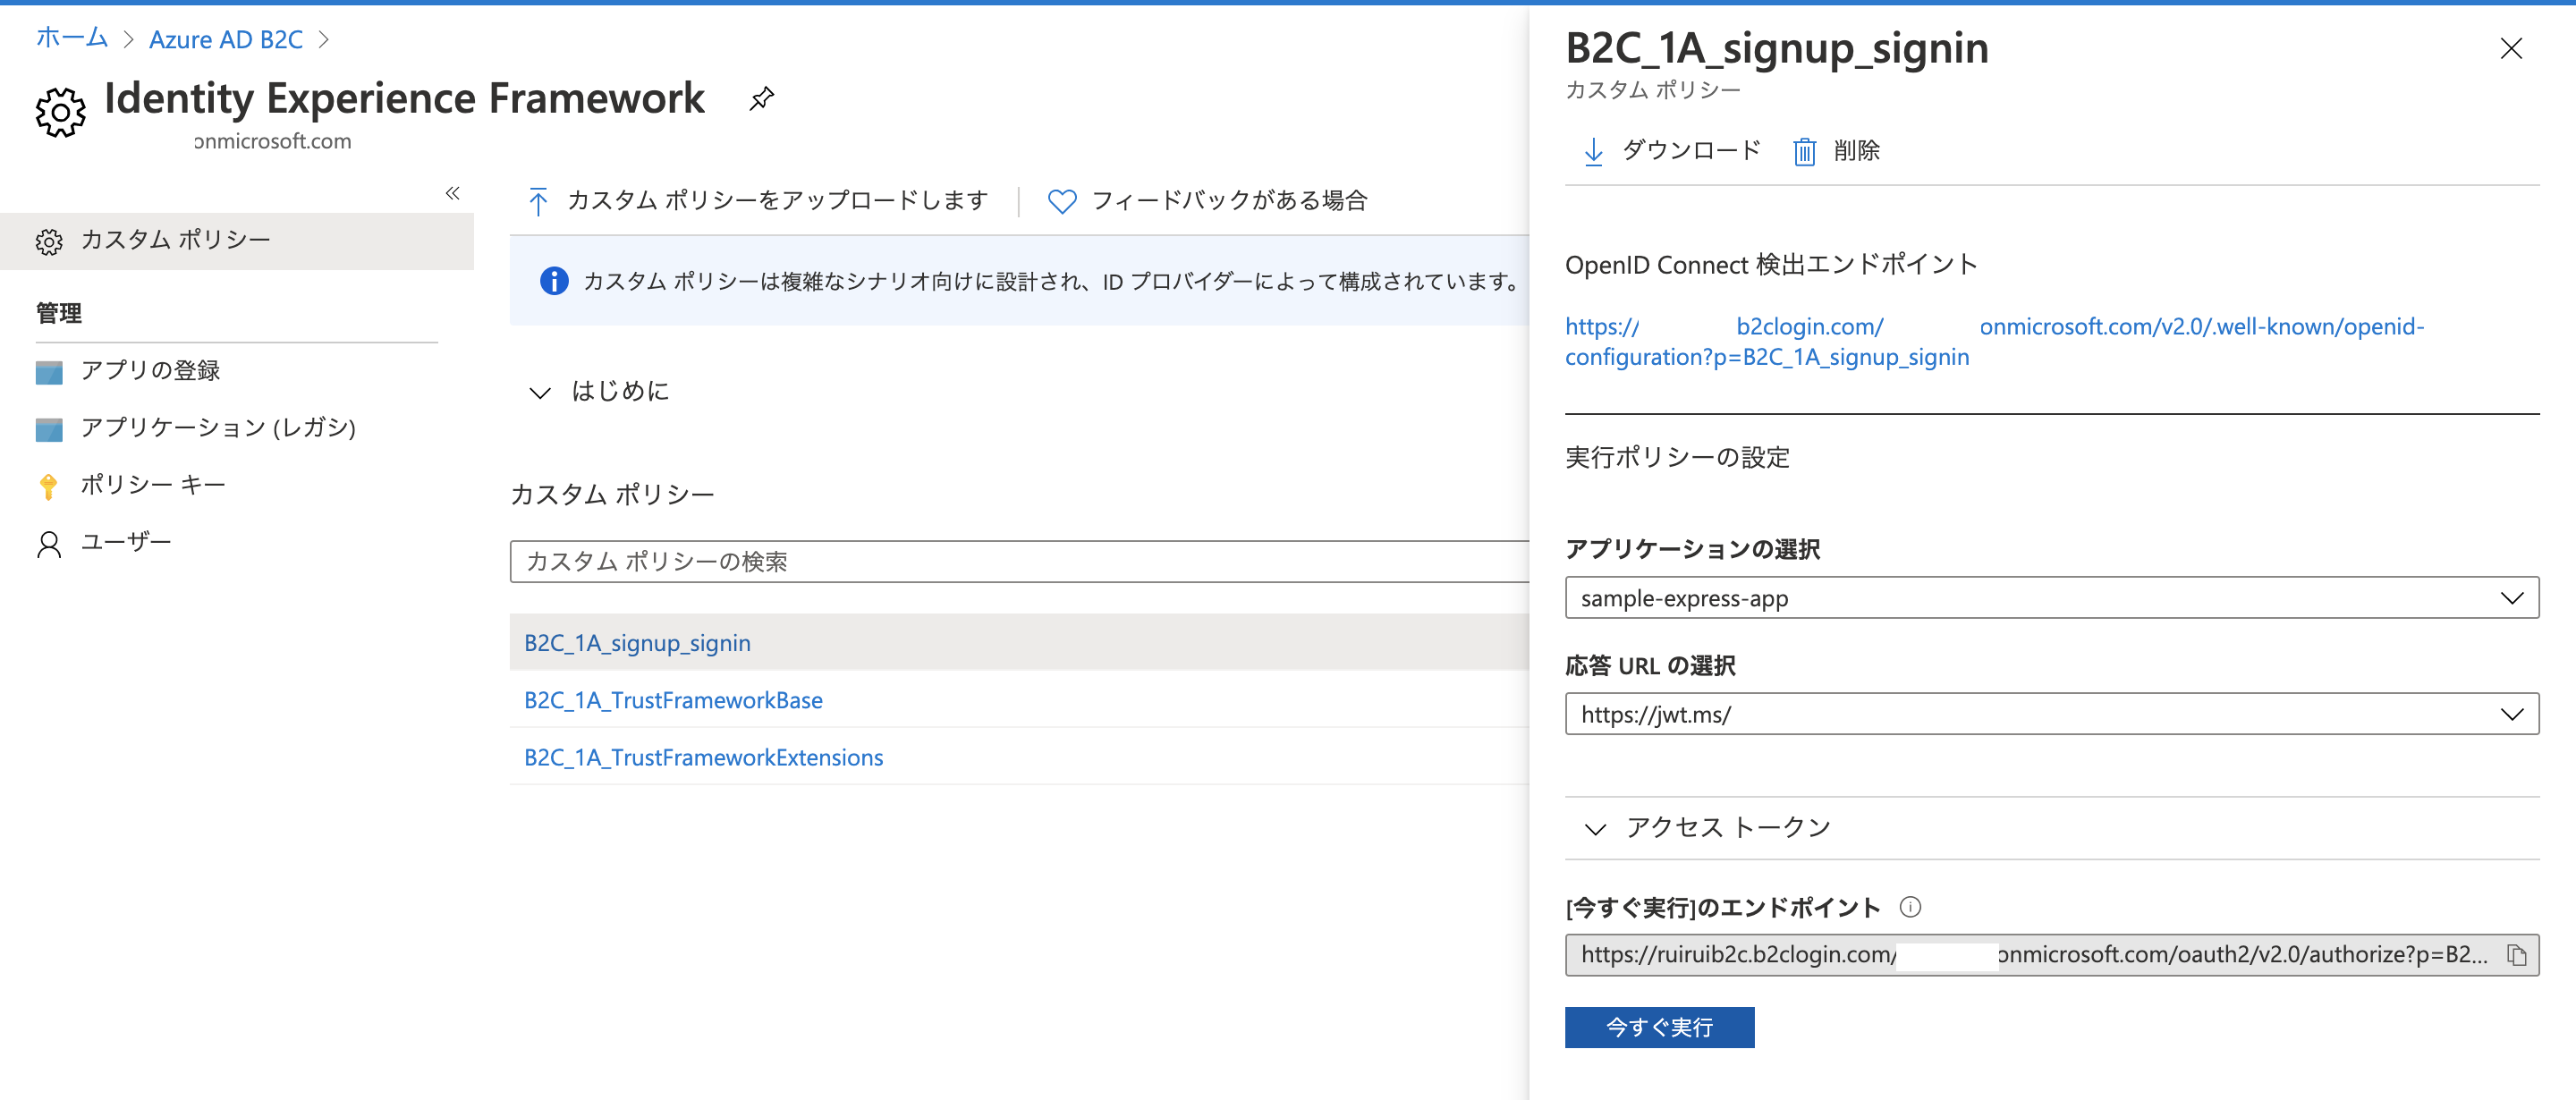 ホーム > Azure AD B2C >
Identity Experience Framework
onmicrosoft.com
«
カスタム ポリシー
管理
アプリの登録
アプリケーション (レガシ)
ポリシー キー
ユーザー
カスタム ポリシーをアップロードします | フィードバックがある場合
カスタム ポリシーは複雑なシナリオ向けに設計され、ID プロバイダーによって構成されています。
はじめに
カスタム ポリシー
カスタム ポリシーの検索
B2C_1A_signup_signin
B2C_1A_TrustFrameworkBase
B2C_1A_TrustFrameworkExtensions
B2C_1A_signup_signin
カスタム ポリシー
ダウンロード 削除
OpenID Connect 検出エンドポイント
https:// b2clogin.com/ onmicrosoft.com/v2.0/.well-known/openid-
configuration?p=B2C_1A_signup_signin
実行ポリシーの設定
アプリケーションの選択
sample-express-app
応答 URL の選択
https://jwt.ms/
アクセス トークン
[今すぐ実行]のエンドポイント
https://ruiruib2c.b2clogin.com/ onmicrosoft.com/oauth2/v2.0/authorize?p=B2...
今すぐ実行